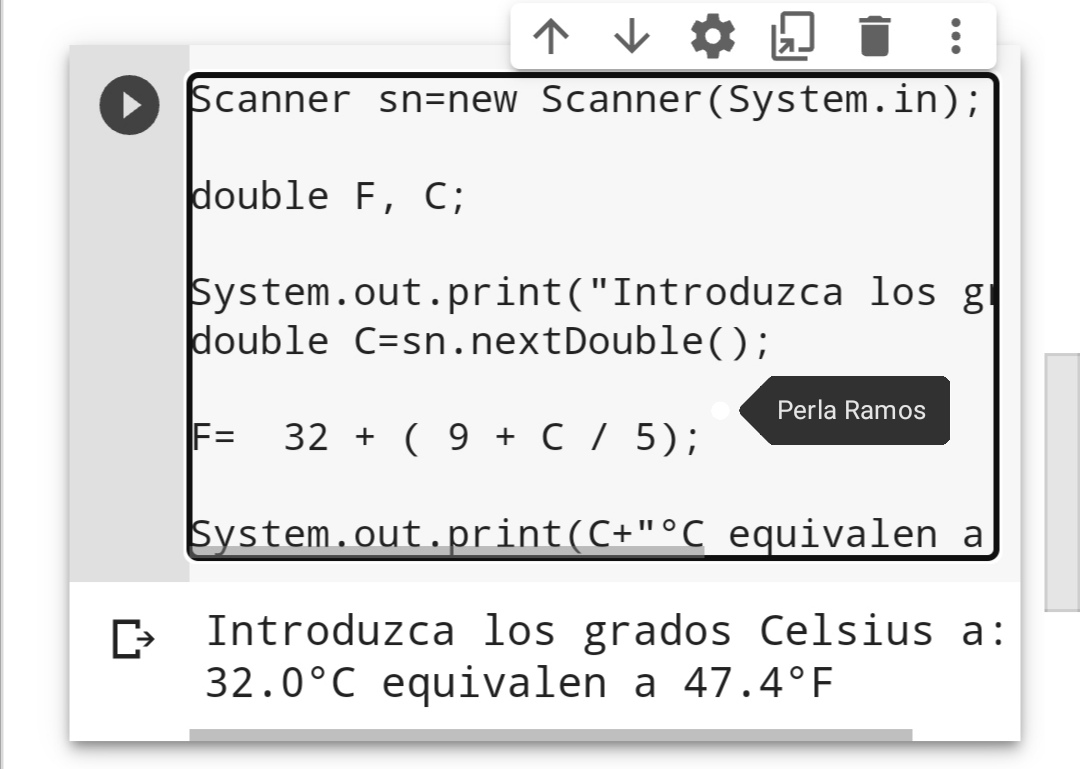 Scanner sn=new Scanner(System.in);
double F, C;
System.out.print("Introduzca los
double C=sn.nextDouble();
Perla Ramos
F=  32 + ( 9 + C / 5);
System.out.print(C+"°C equivalen a
Introduzca los grados Celsius a:
32.0°C equivalen a 47.4°F